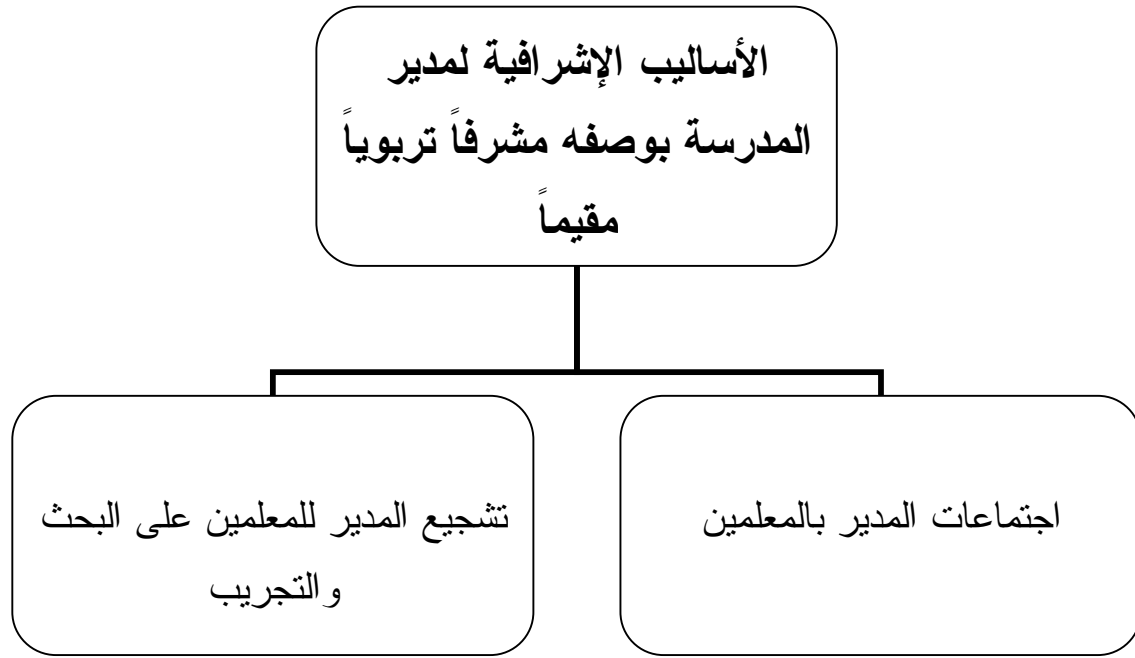 الأساليب الإشرافية لمدير
المدرسة بوصفه مشرفاً تربوياً
مقيماً
اجتماعات المدير بالمعلمين
تشجيع المدير للمعلمين على البحث
والتجريب